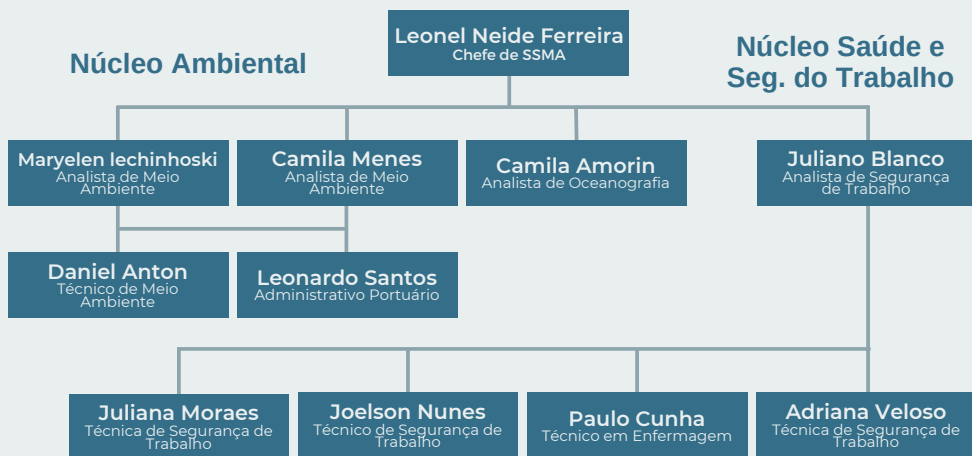 Leonel Neide Ferreira
Chefe de SSMA
Núcleo Ambiental
Núcleo Saúde e
Seg. do Trabalho
Maryelen Iechinhoski
Analista de Meio
Ambiente
Camila Menes
Analista de Meio
Ambiente
Camila Amorin
Analista de Oceanografia
Juliano Blanco
Analista de Segurança
de Trabalho
Daniel Anton
Técnico de Meio
Ambiente
Leonardo Santos
Administrativo Portuário
Juliana Moraes
Técnica de Segurança de
Trabalho
Joelson Nunes
Técnico de Segurança de
Trabalho
Paulo Cunha
Técnico em Enfermagem
Adriana Veloso
Técnica de Segurança de
Trabalho